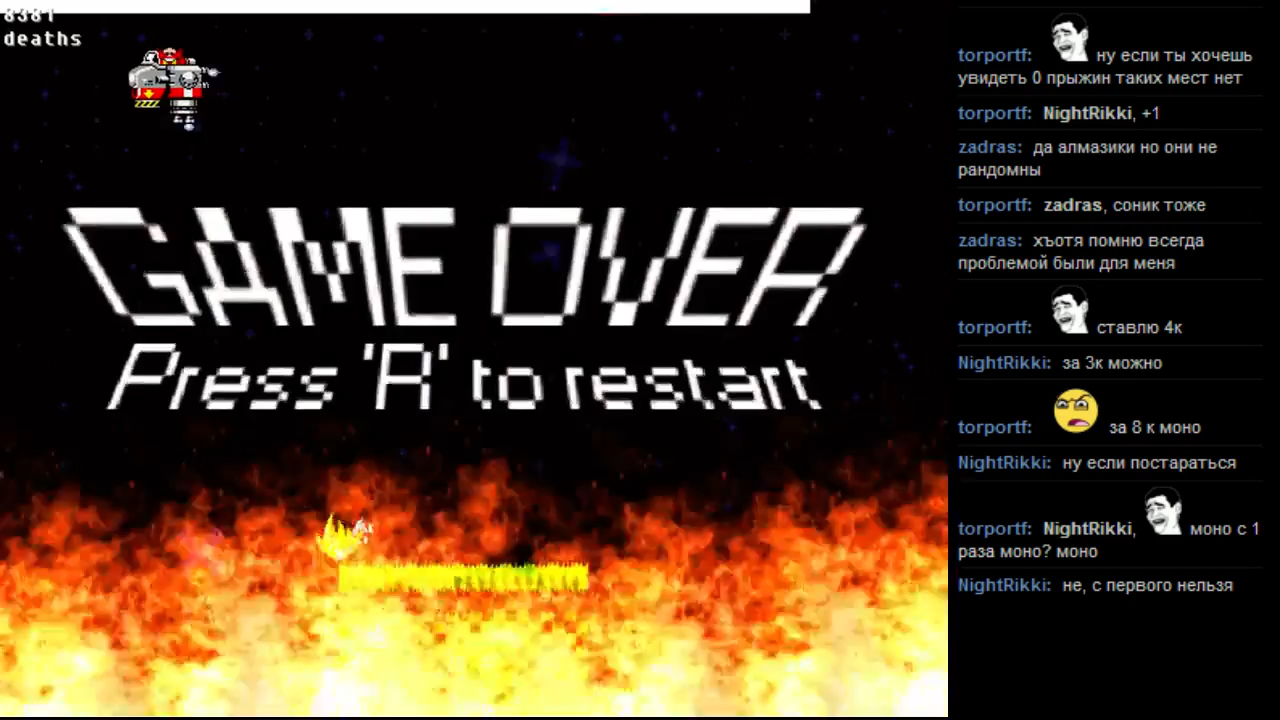 8381
deaths
GAME OVER
Press 'R' to restart
torportf: ну если ты хочешь
увидеть 0 прыжин таких мест нет
torportf: NightRikki, +1
zadras: да алмазики но они не
рандомны
torportf: zadras, соник тоже
zadras: хъотя помню всегда
проблемой были для меня
torportf: ставлю 4к
NightRikki: за 3к можно
torportf: за 8 к моно
NightRikki: ну если постараться
torportf: NightRikki, моно с 1
раза моно? моно
NightRikki: не, с первого нельзя